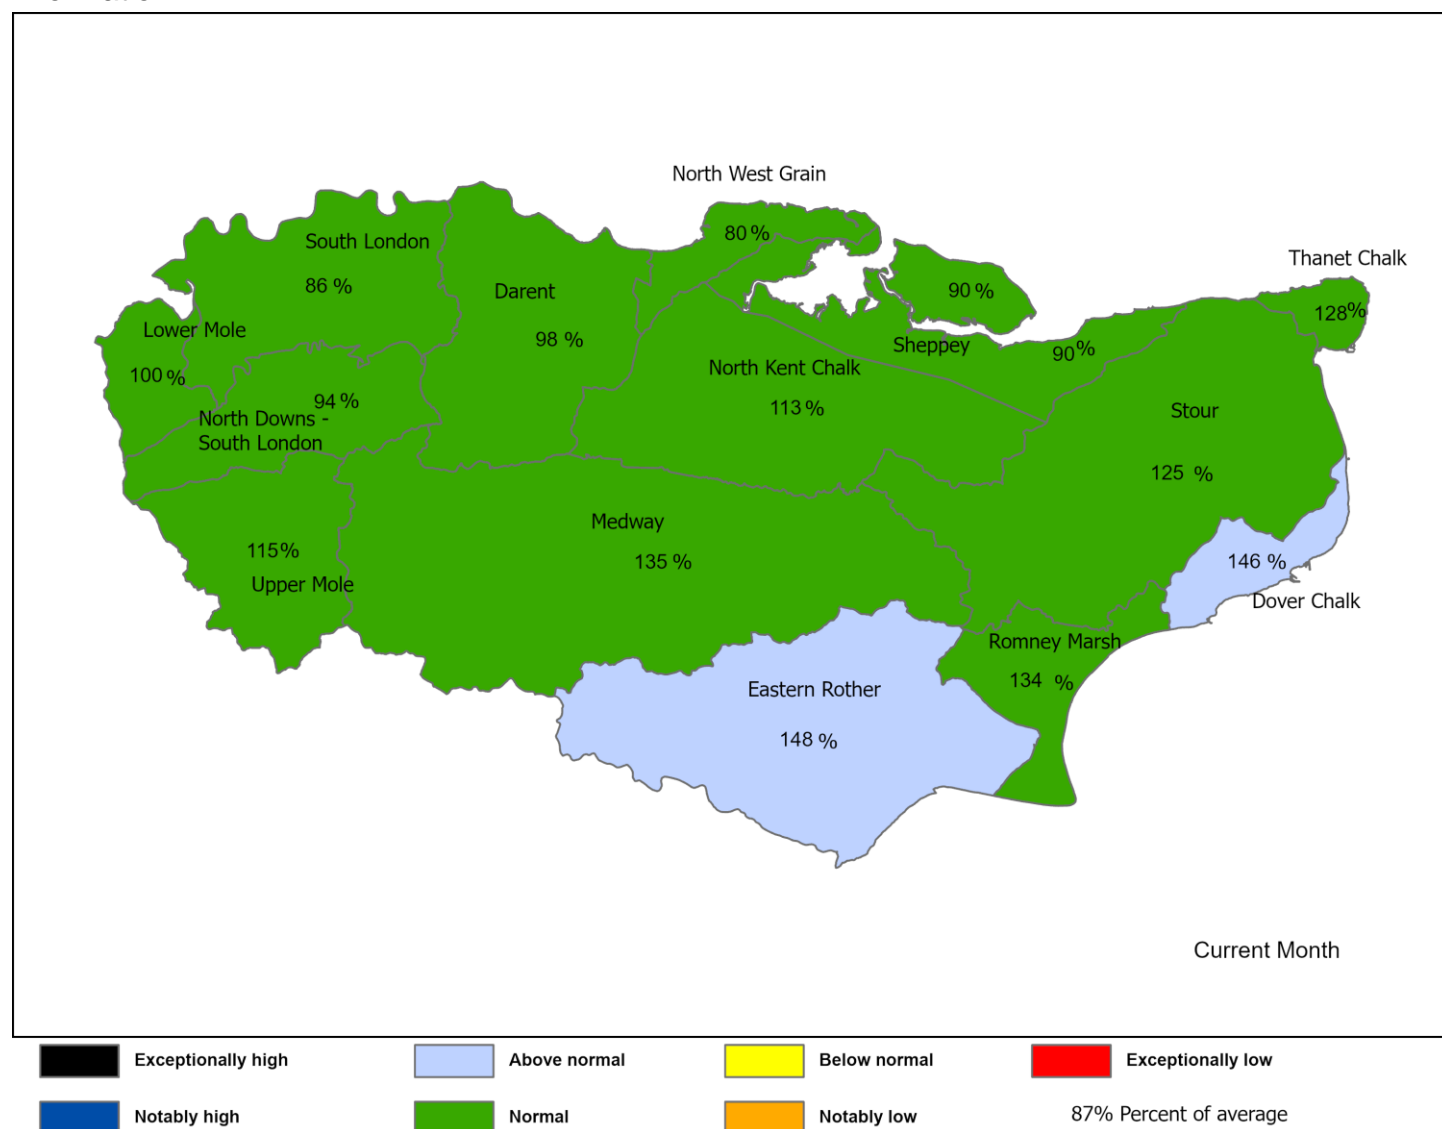 North West Grain
80 %
South London
86 %
Darent
98 %
Thanet Chalk
128%
90 %
Lower Mole
100 %
Sheppey
90%
North Kent Chalk
113 %
94 %
North Downs -
South London
Stour
125 %
Medway
135 %
115%
Upper Mole
146 %
Dover Chalk
Romney Marsh
134 %
Eastern Rother
148 %
Current Month
Exceptionally high
Above normal
Below normal
Exceptionally low
Notably high
Normal
Notably low
87% Percent of average